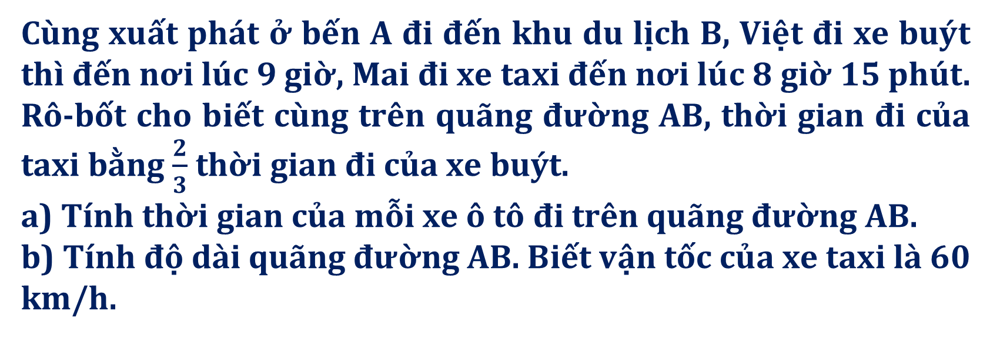 Cùng xuất phát ở bến A đi đến khu du lịch B, Việt đi xe buýt
thì đến nơi lúc 9 giờ, Mai đi xe taxi đến nơi lúc 8 giờ 15 phút.
Rô-bốt cho biết cùng trên quãng đường AB, thời gian đi của
taxi bằng 2/3 thời gian đi của xe buýt.
a) Tính thời gian của mỗi xe ô tô đi trên quãng đường AB.
b) Tính độ dài quãng đường AB. Biết vận tốc của xe taxi là 60
km/h.